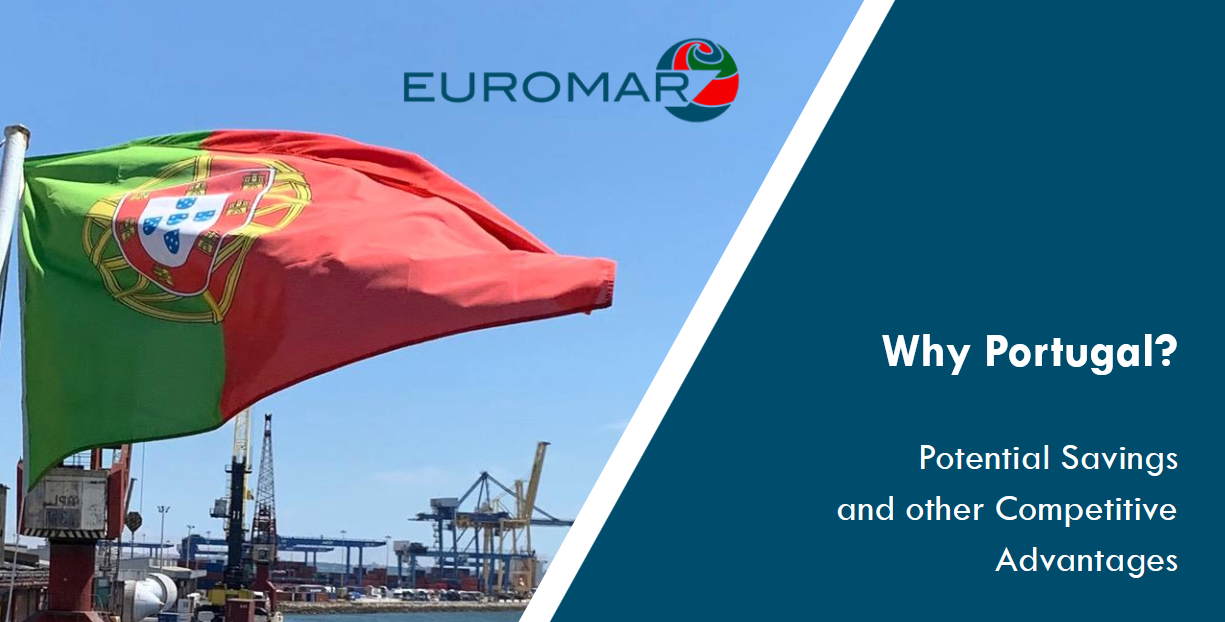 EUROMAR
Why Portugal?
Potential Savings
and other Competitive
Advantages